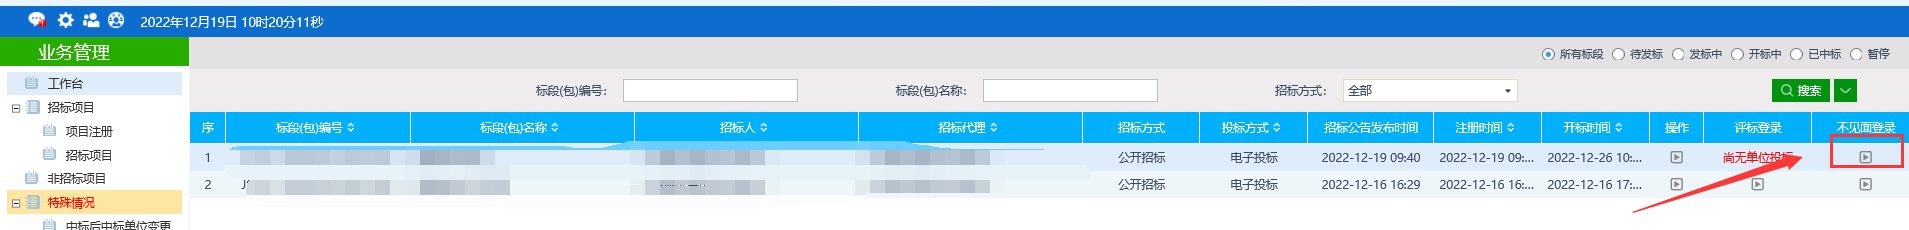 2022年12月19日 10时20分11秒
业务管理
所有标段 待发标 发标中 开标中 已中标 暂停
工作台
标段(包)编号: 标段(包)名称: 招标方式: 全部 搜索
招标项目
序 标段(包)编号 标段(包)名称 招标人 招标代理 招标方式 投标方式 招标公告发布时间 注册时间 开标时间 操作 评标登录 不见面登录
项目注册
招标项目
1 公开招标 电子投标 2022-12-19 09:40 2022-12-19 09:... 2022-12-26 10:... 尚无单位投标
非招标项目
2 公开招标 电子投标 2022-12-16 16:29 2022-12-16 16:... 2022-12-16 17:...
特殊情况
中标后中标单位变更